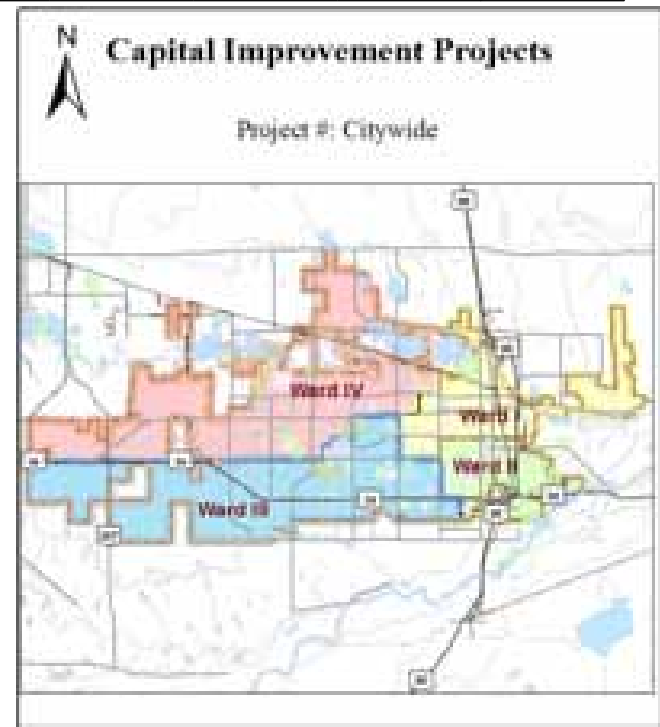 N
Capital Improvement Projects
Project #: Citywide
Ward IV
Ward I
Ward II
Ward III